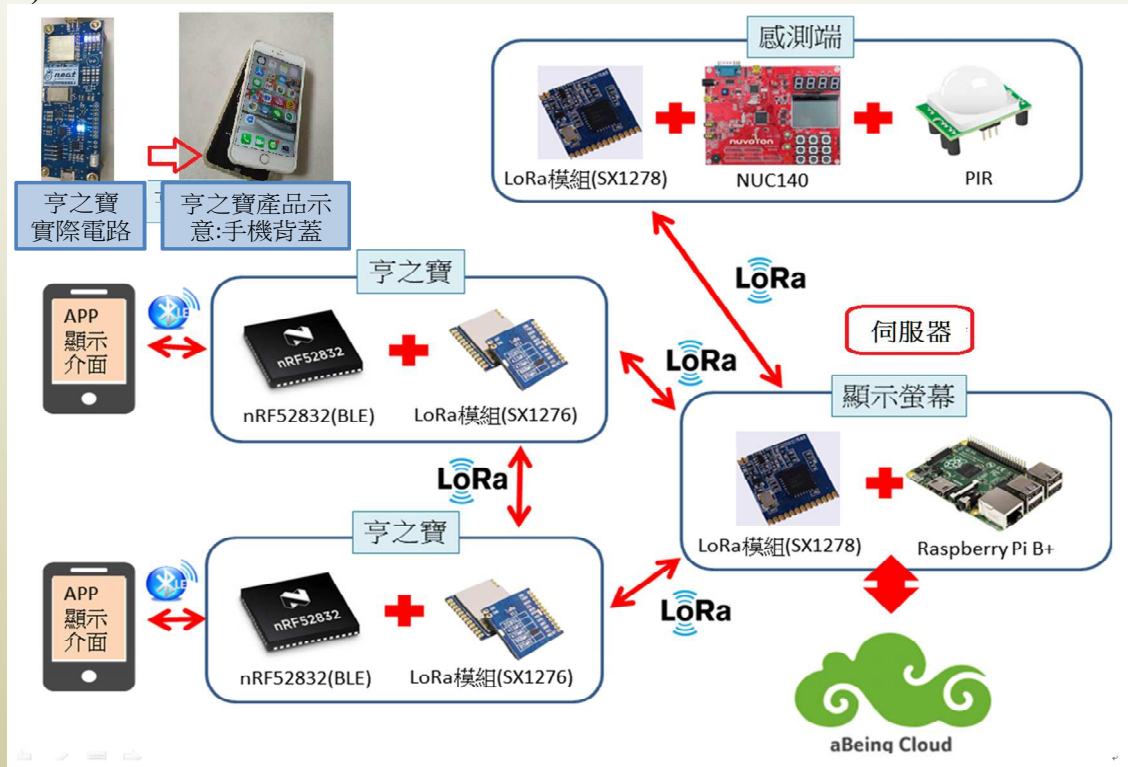 亨之寶
實際電路
亨之寶產品示
意:手機背蓋
感測端
nuvoTon
LoRa模組(SX1278)
NUC140
PIR
LoRa
伺服器
亨之寶
APP
顯示
介面
nRF52832
nRF52832(BLE)
LoRa模組(SX1276)
LoRa
顯示螢幕
LoRa模組(SX1278)
Raspberry Pi B+
LoRa
亨之寶
APP
顯示
介面
nRF52832
nRF52832(BLE)
LoRa模組(SX1276)
LoRa
aBeing Cloud